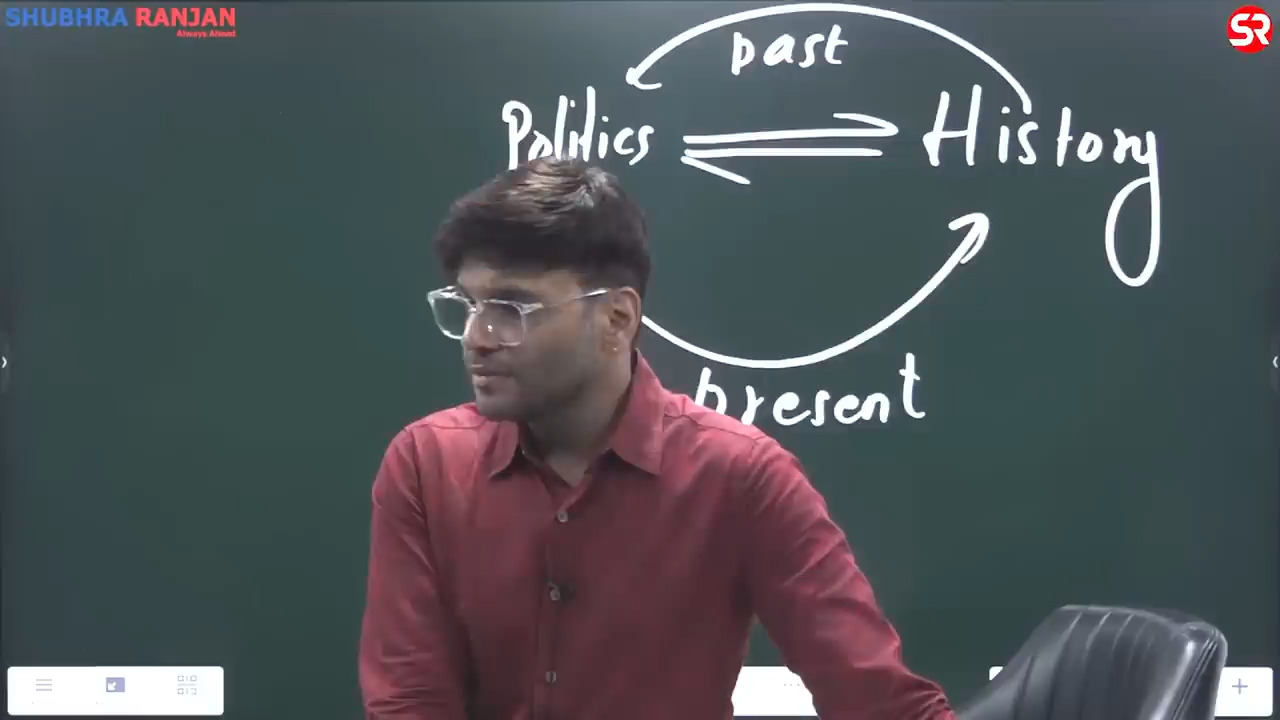 SHUBHRA RANJAN
Always Ahead
SR
past
Politics
History
present